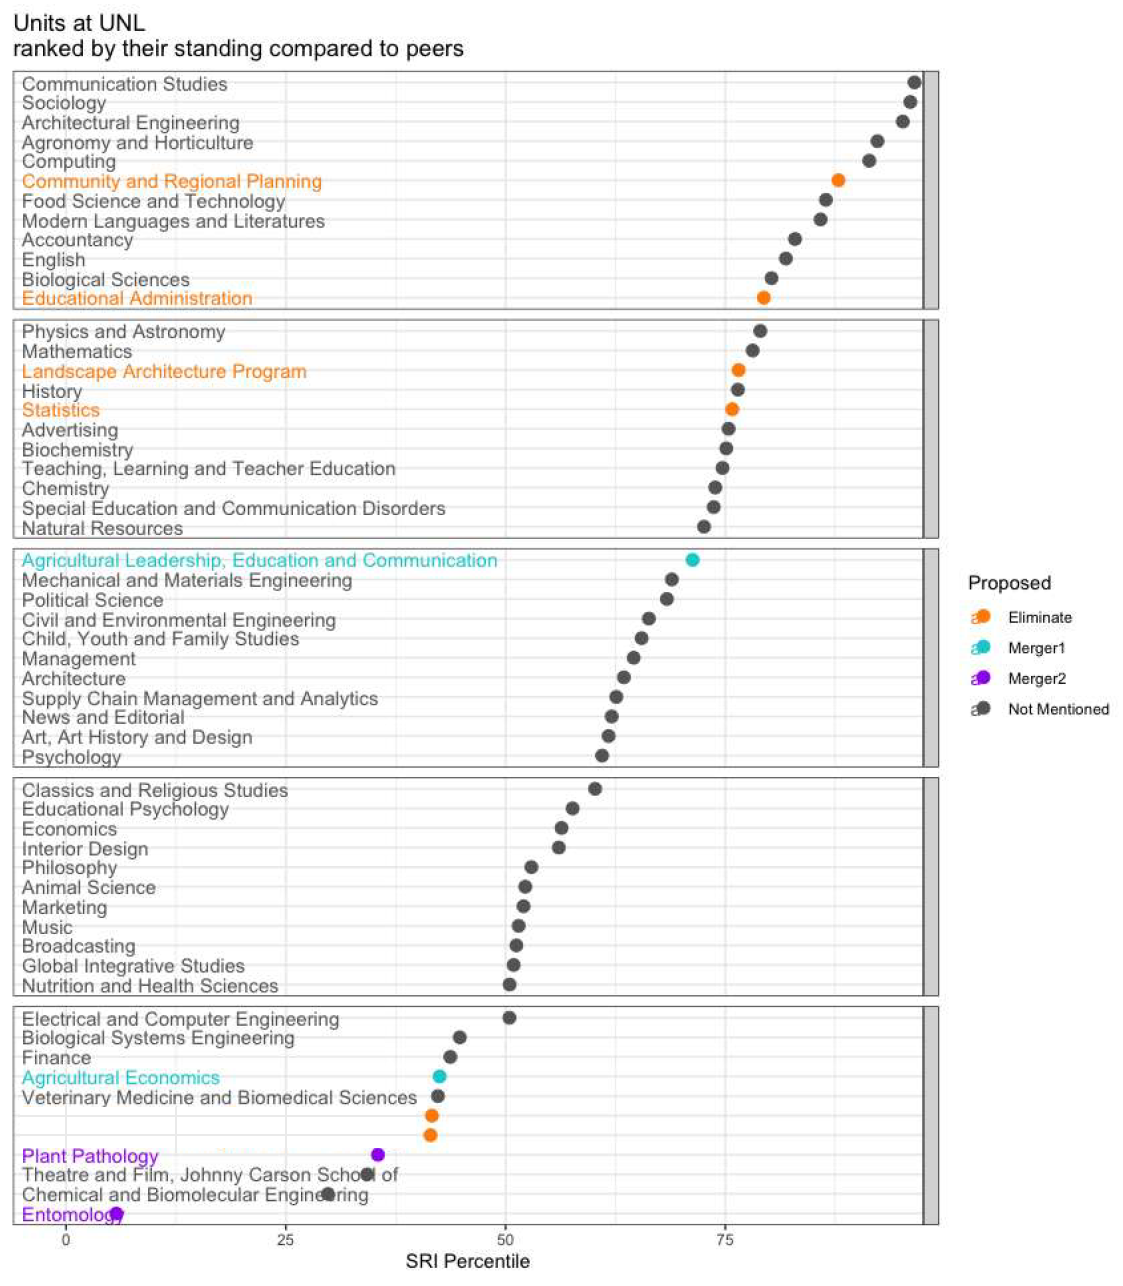 Units at UNL
ranked by their standing compared to peers
Communication Studies
Sociology
Architectural Engineering
Agronomy and Horticulture
Computing
Community and Regional Planning
Food Science and Technology
Modern Languages and Literatures
Accountancy
English
Biological Sciences
Educational Administration
Physics and Astronomy
Mathematics
Landscape Architecture Program
History
Statistics
Advertising
Biochemistry
Teaching, Learning and Teacher Education
Chemistry
Special Education and Communication Disorders
Natural Resources
Agricultural Leadership, Education and Communication
Mechanical and Materials Engineering
Political Science
Civil and Environmental Engineering
Child, Youth and Family Studies
Management
Architecture
Supply Chain Management and Analytics
News and Editorial
Art, Art History and Design
Psychology
Classics and Religious Studies
Educational Psychology
Economics
Interior Design
Philosophy
Animal Science
Marketing
Music
Broadcasting
Global Integrative Studies
Nutrition and Health Sciences
Electrical and Computer Engineering
Biological Systems Engineering
Finance
Agricultural Economics
Veterinary Medicine and Biomedical Sciences
Plant Pathology
Theatre and Film, Johnny Carson School of
Chemical and Biomolecular Engineering
Entomology
0 25 50 75
SRI Percentile
Proposed
a Eliminate
a Merger1
a Merger2
a Not Mentioned